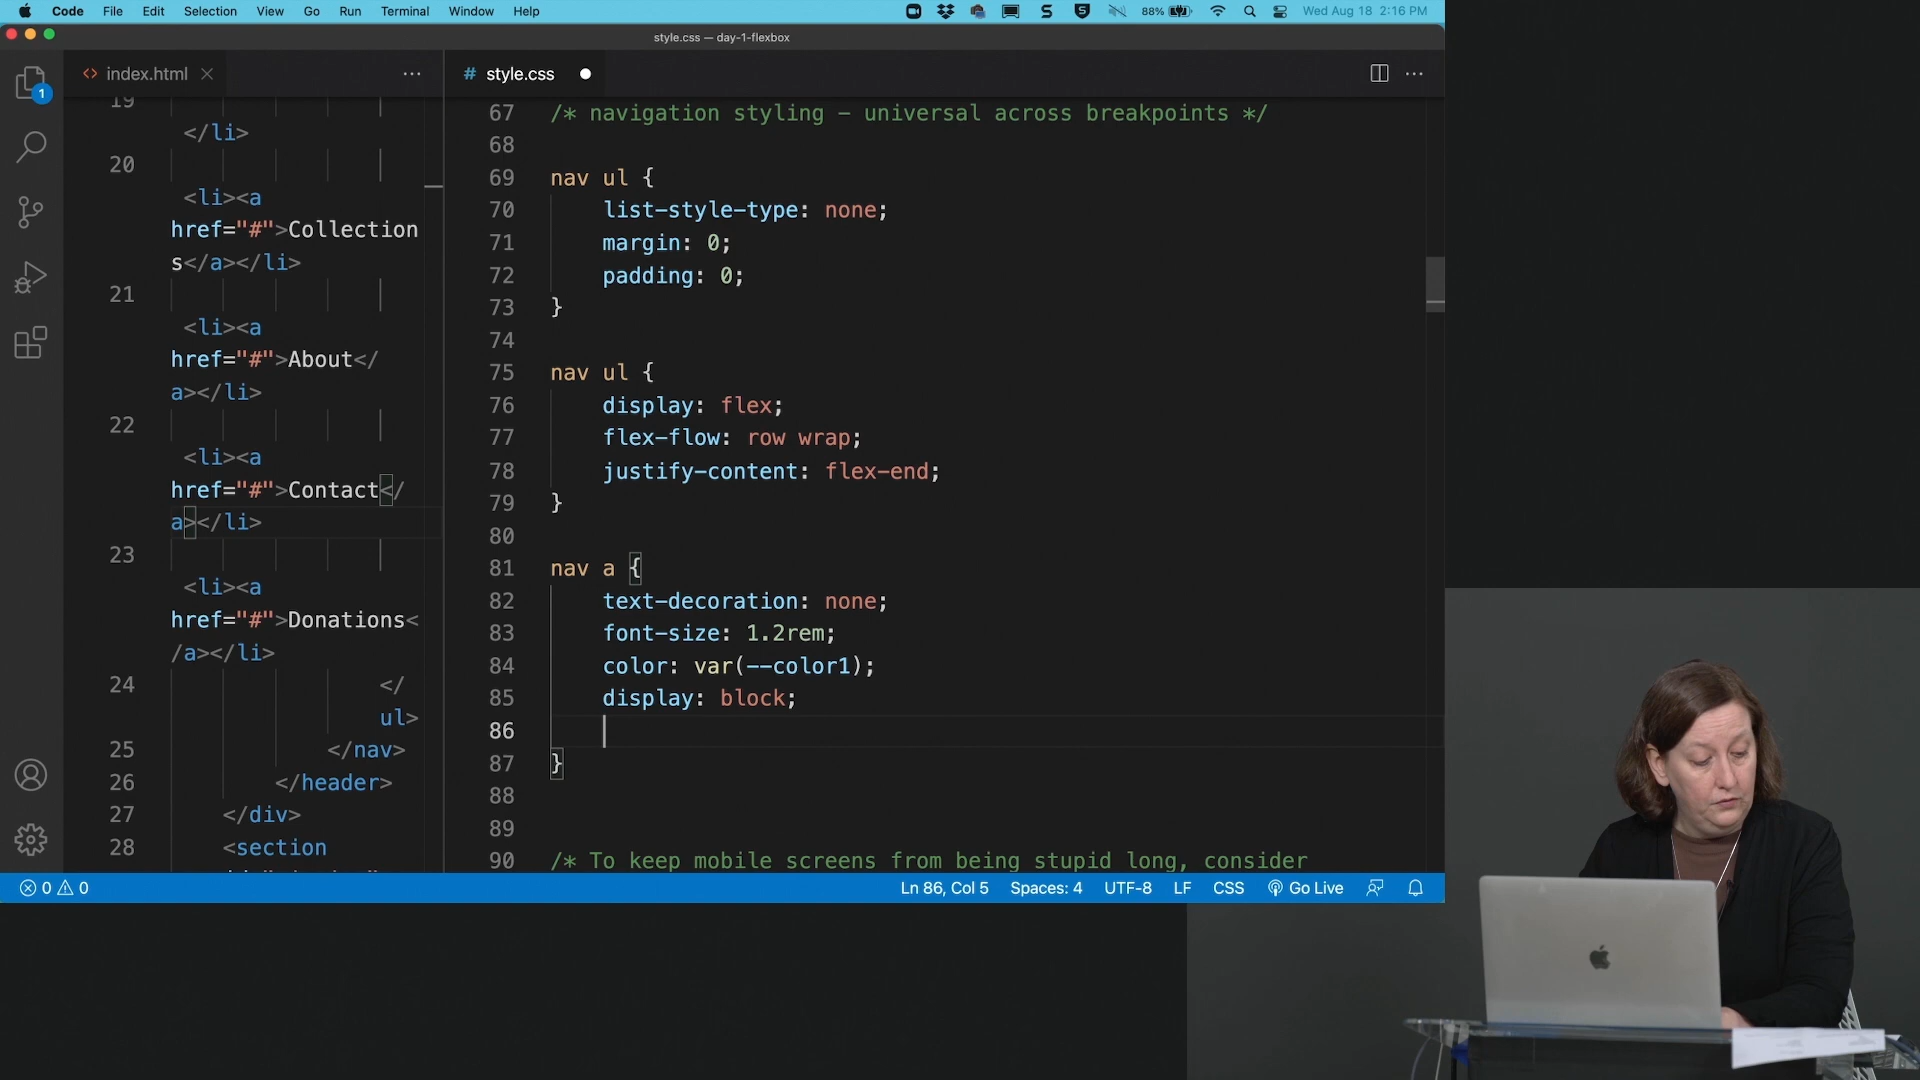 Code File Edit Selection View Go Run Terminal Window Help 88% Wed Aug 18 2:16 PM
style.css — day-1-flexbox
index.html
# style.css
1
19
</li>
20
<li><a
href="#">Collection
s</a></li>
21
<li><a
href="#">About</
a></li>
22
<li><a
href="#">Contact</
a></li>
23
<li><a
href="#">Donations<
/a></li>
24 </
ul>
25 </nav>
26 </header>
27 </div>
28 <section
67 /* navigation styling – universal across breakpoints */
68
69 nav ul {
70 list-style-type: none;
71 margin: 0;
72 padding: 0;
73 }
74
75 nav ul {
76 display: flex;
77 flex-flow: row wrap;
78 justify-content: flex-end;
79 }
80
81 nav a {
82 text-decoration: none;
83 font-size: 1.2rem;
84 color: var(--color1);
85 display: block;
86
87 }
88
89
90 /* To keep mobile screens from being stupid long, consider
0 0 Ln 86, Col 5 Spaces: 4 UTF-8 LF CSS Go Live